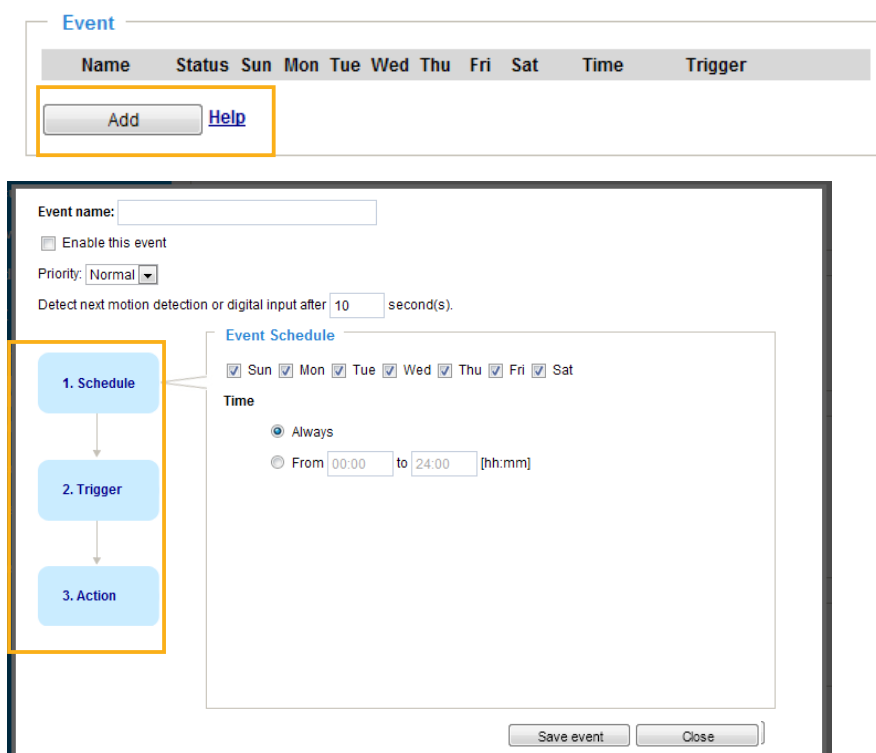 Event
Name Status Sun Mon Tue Wed Thu Fri Sat Time Trigger
Add Help
Event name:
Enable this event
Priority: Normal
Detect next motion detection or digital input after 10 second(s).
Event Schedule
1. Schedule
Sun Mon Tue Wed Thu Fri Sat
Time
Always
From 00:00 to 24:00 [hh:mm]
2. Trigger
3. Action
Save event Close